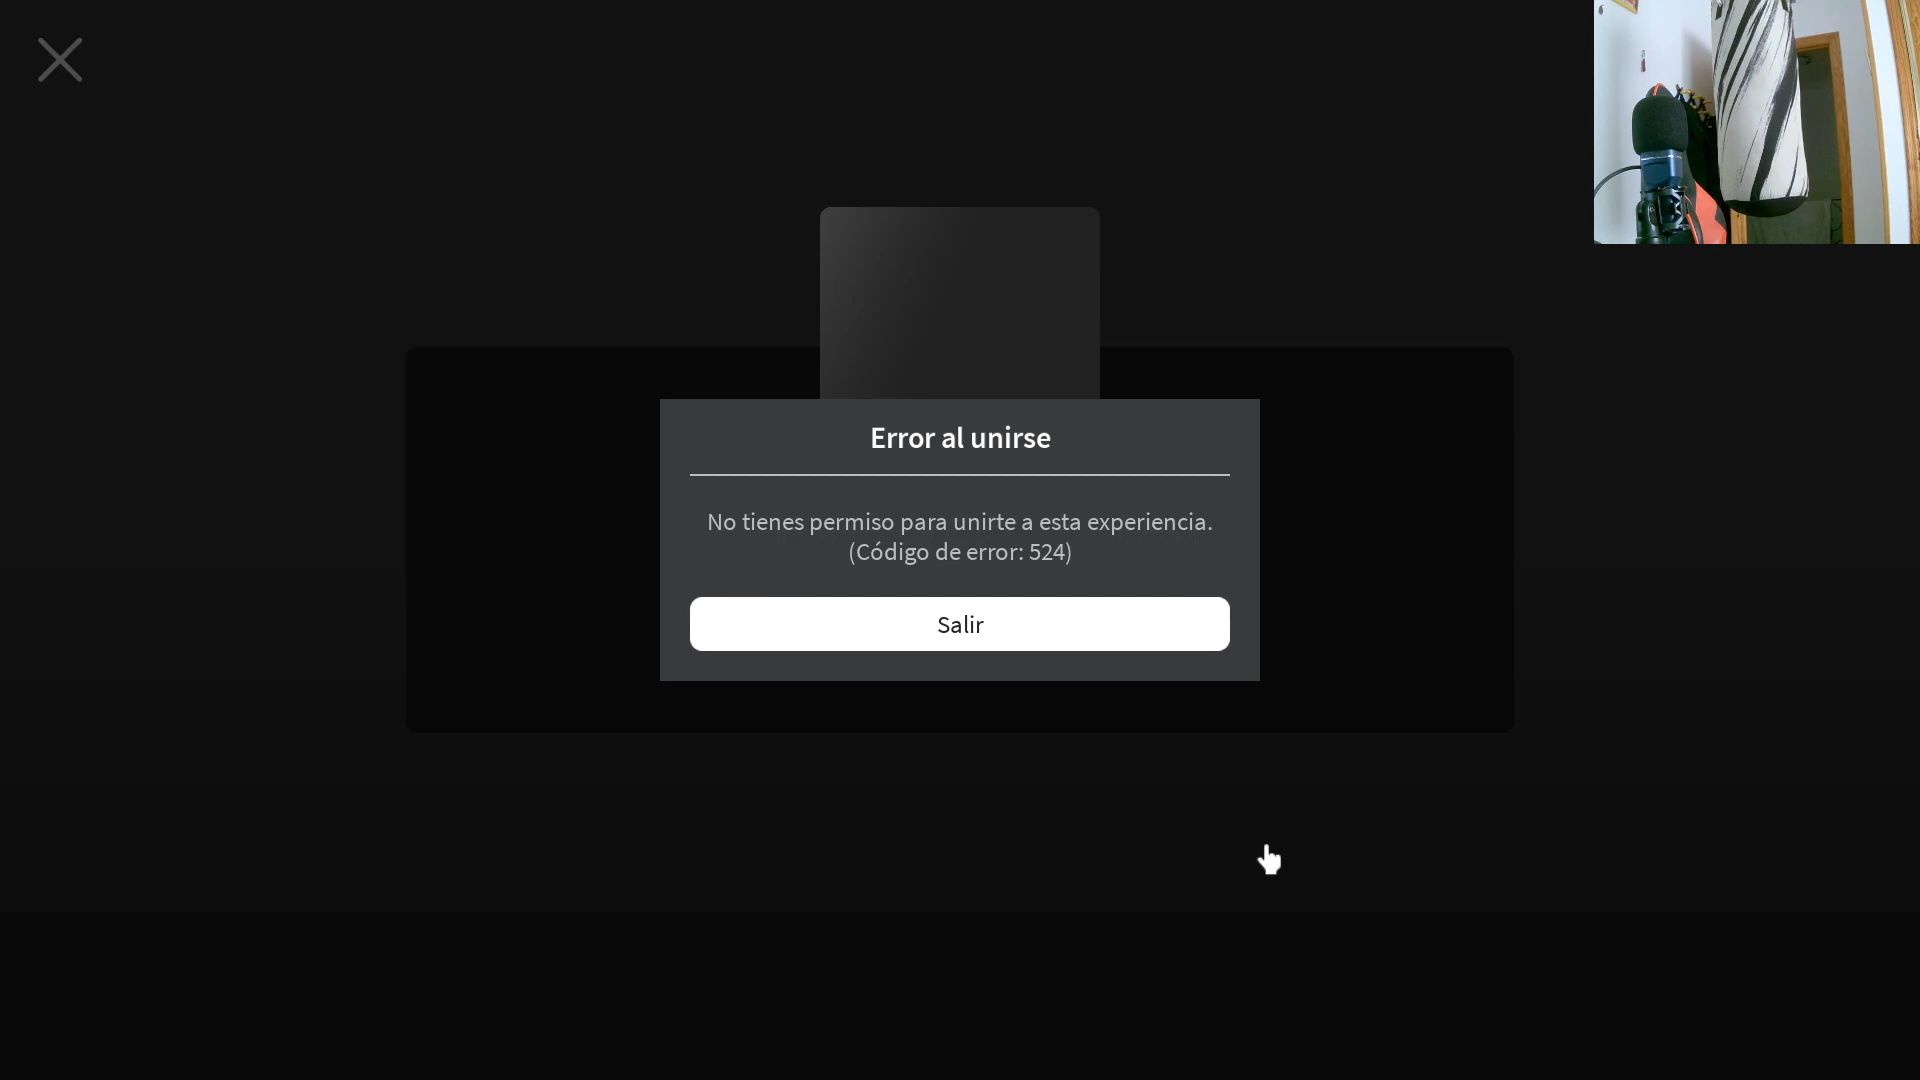 Error al unirse
No tienes permiso para unirte a esta experiencia.
(Código de error: 524)
Salir